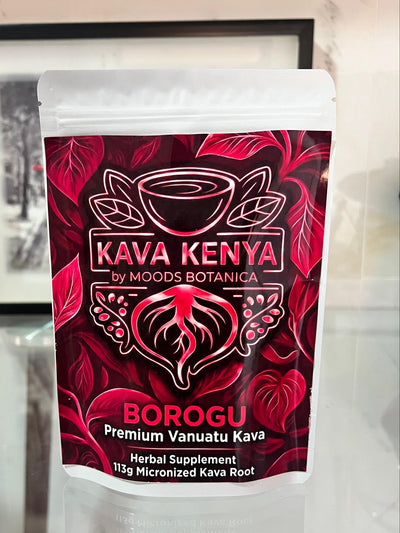 KAVA KENYA
by MOODS BOTANICA
BOROGU
Premium Vanuatu Kava
Herbal Supplement
113g Micronized Kava Root